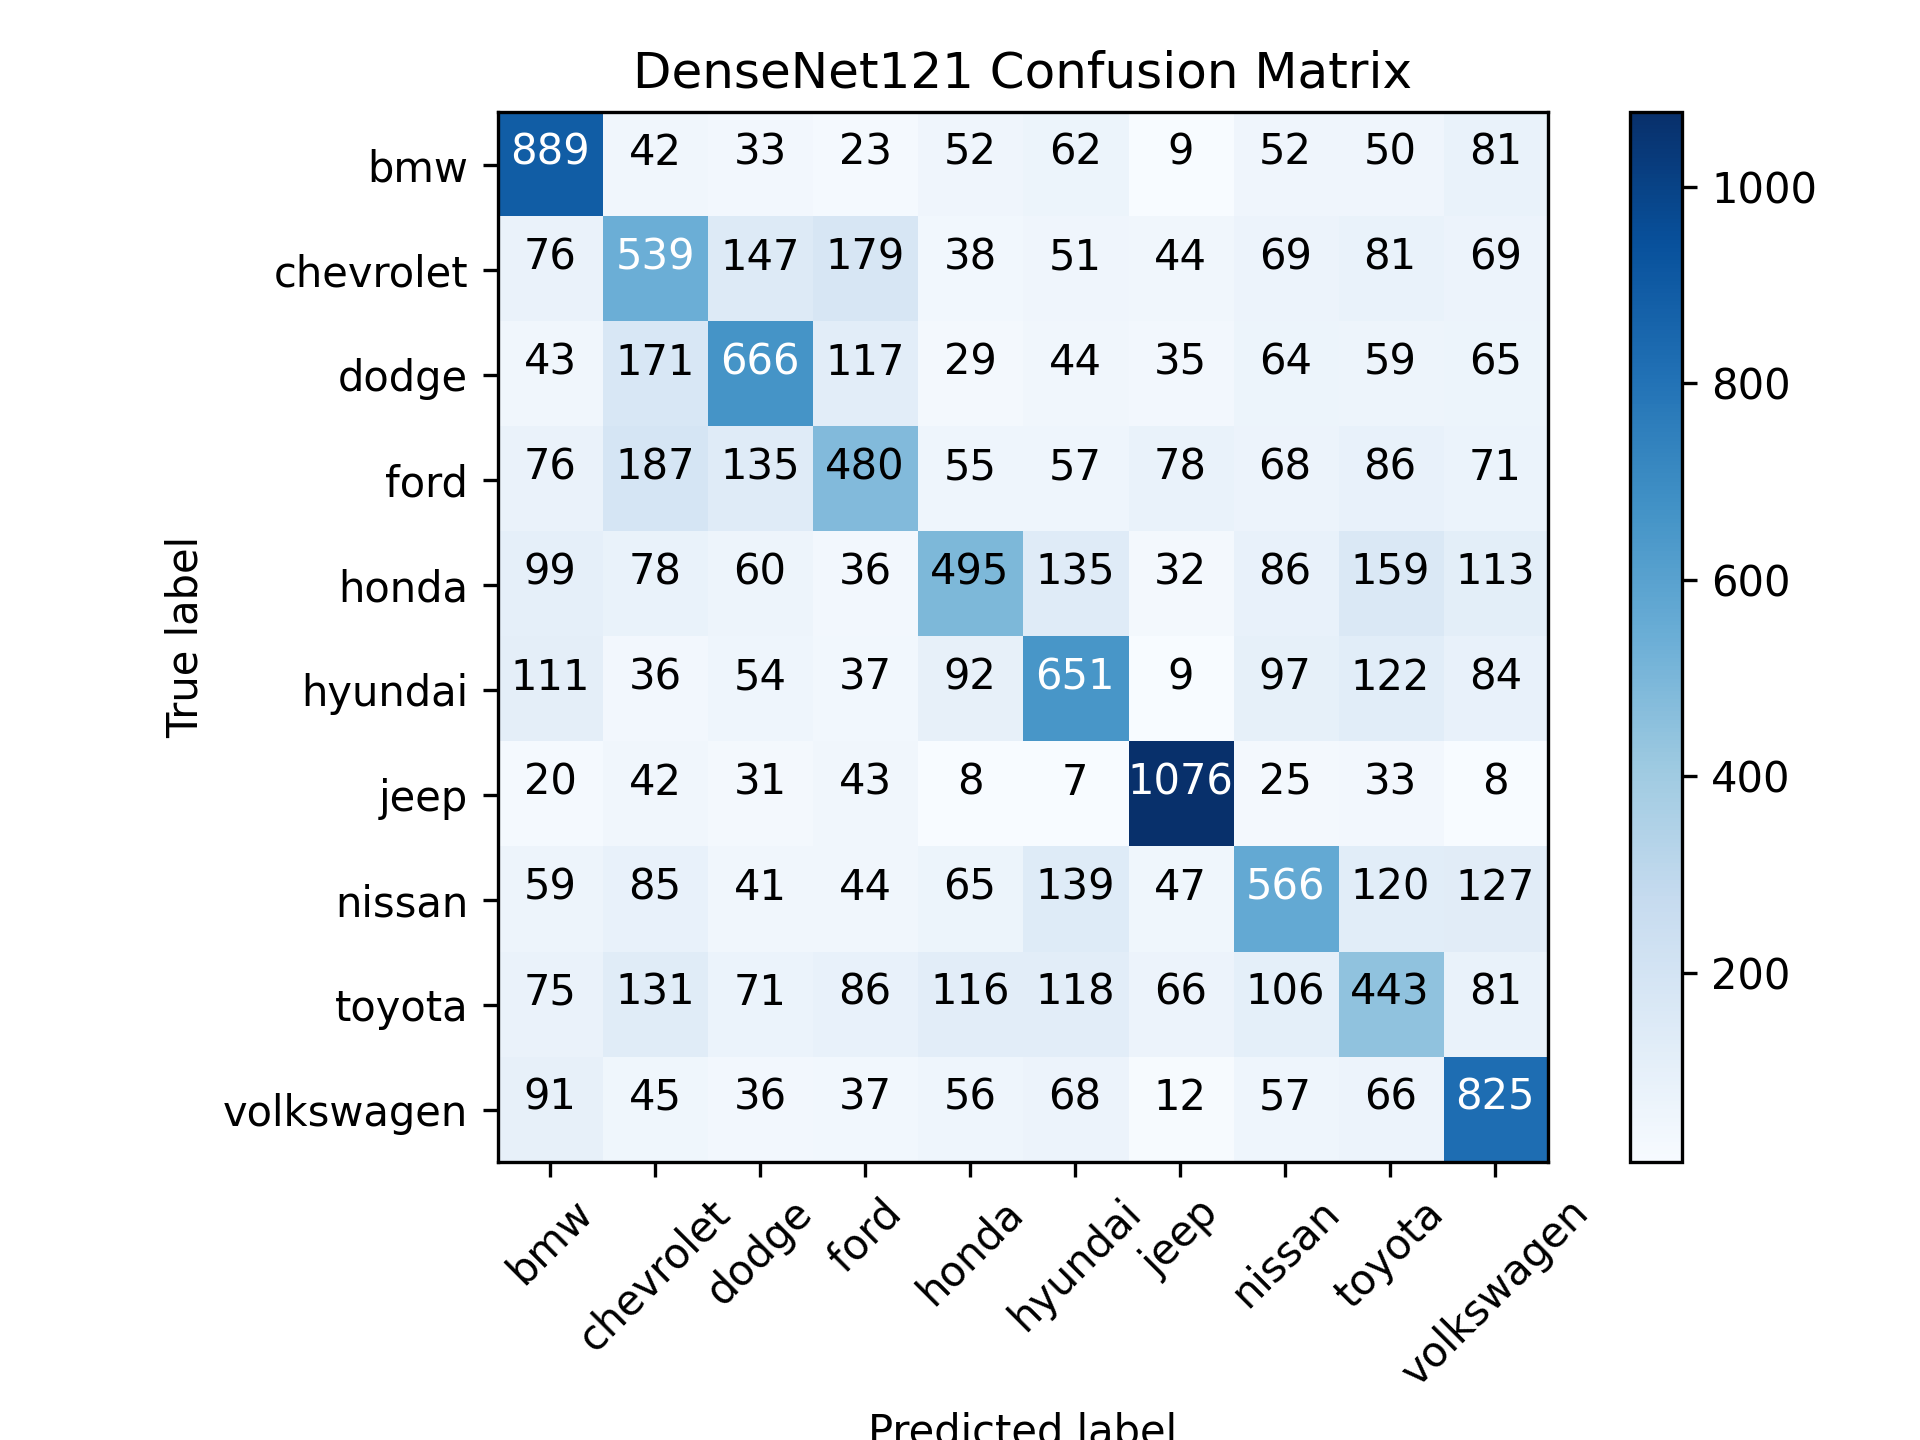 DenseNet121 Confusion Matrix
bmw 889 42 33 23 52 62 9 52 50 81
chevrolet 76 539 147 179 38 51 44 69 81 69
dodge 43 171 666 117 29 44 35 64 59 65
ford 76 187 135 480 55 57 78 68 86 71
honda 99 78 60 36 495 135 32 86 159 113
hyundai 111 36 54 37 92 651 9 97 122 84
jeep 20 42 31 43 8 7 1076 25 33 8
nissan 59 85 41 44 65 139 47 566 120 127
toyota 75 131 71 86 116 118 66 106 443 81
volkswagen 91 45 36 37 56 68 12 57 66 825
True label
bmw chevrolet dodge ford honda hyundai jeep nissan toyota volkswagen
Predicted label
1000
800
600
400
200